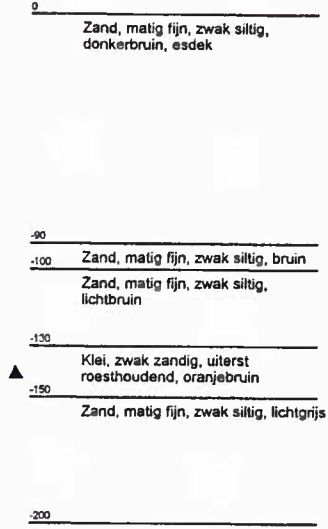 0
Zand, matig fijn, zwak siltig,
donkerbruin, esdek
-90
-100 Zand, matig fijn, zwak siltig, bruin
Zand, matig fijn, zwak siltig,
lichtbruin
-130
Klei, zwak zandig, uiterst
roesthoudend, oranjebruin
-150
Zand, matig fijn, zwak siltig, lichtgrijs
-200